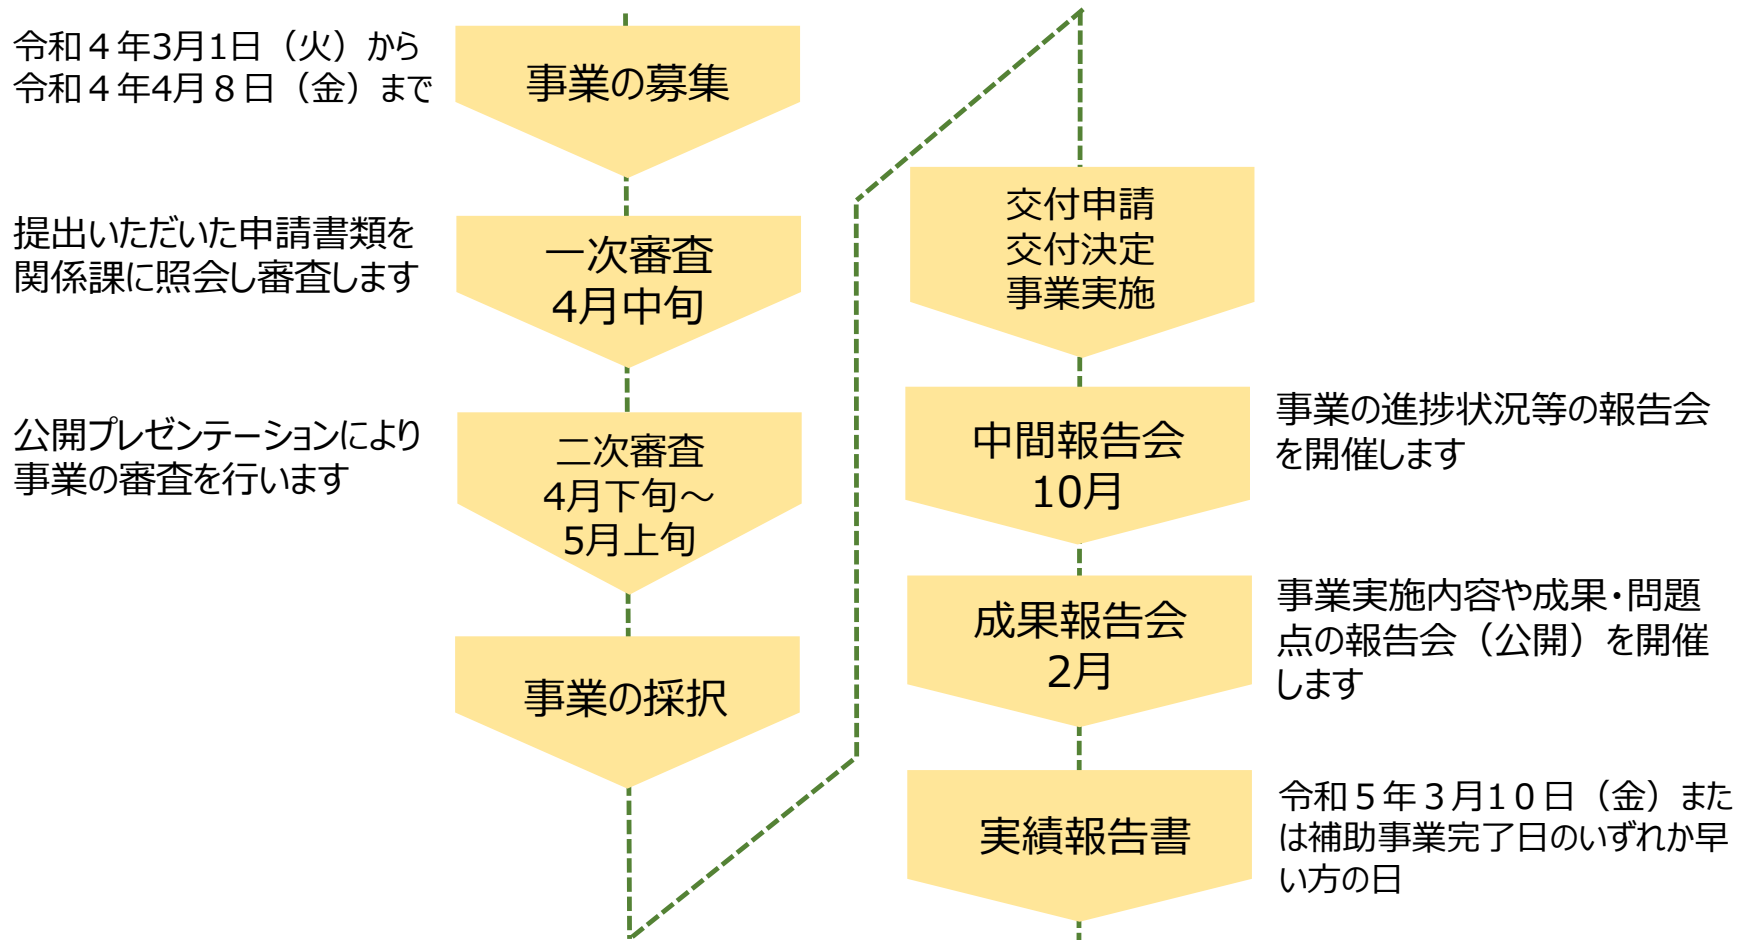 令和４年3月1日（火）から
令和４年4月８日（金）まで
事業の募集
提出いただいた申請書類を
関係課に照会し審査します
一次審査
4月中旬
公開プレゼンテーションにより
事業の審査を行います
二次審査
4月下旬～
5月上旬
事業の採択
交付申請
交付決定
事業実施
中間報告会
10月
事業の進捗状況等の報告会
を開催します
成果報告会
2月
事業実施内容や成果・問題
点の報告会（公開）を開催
します
実績報告書
令和５年３月1０日（金）また
は補助事業完了日のいずれか早
い方の日